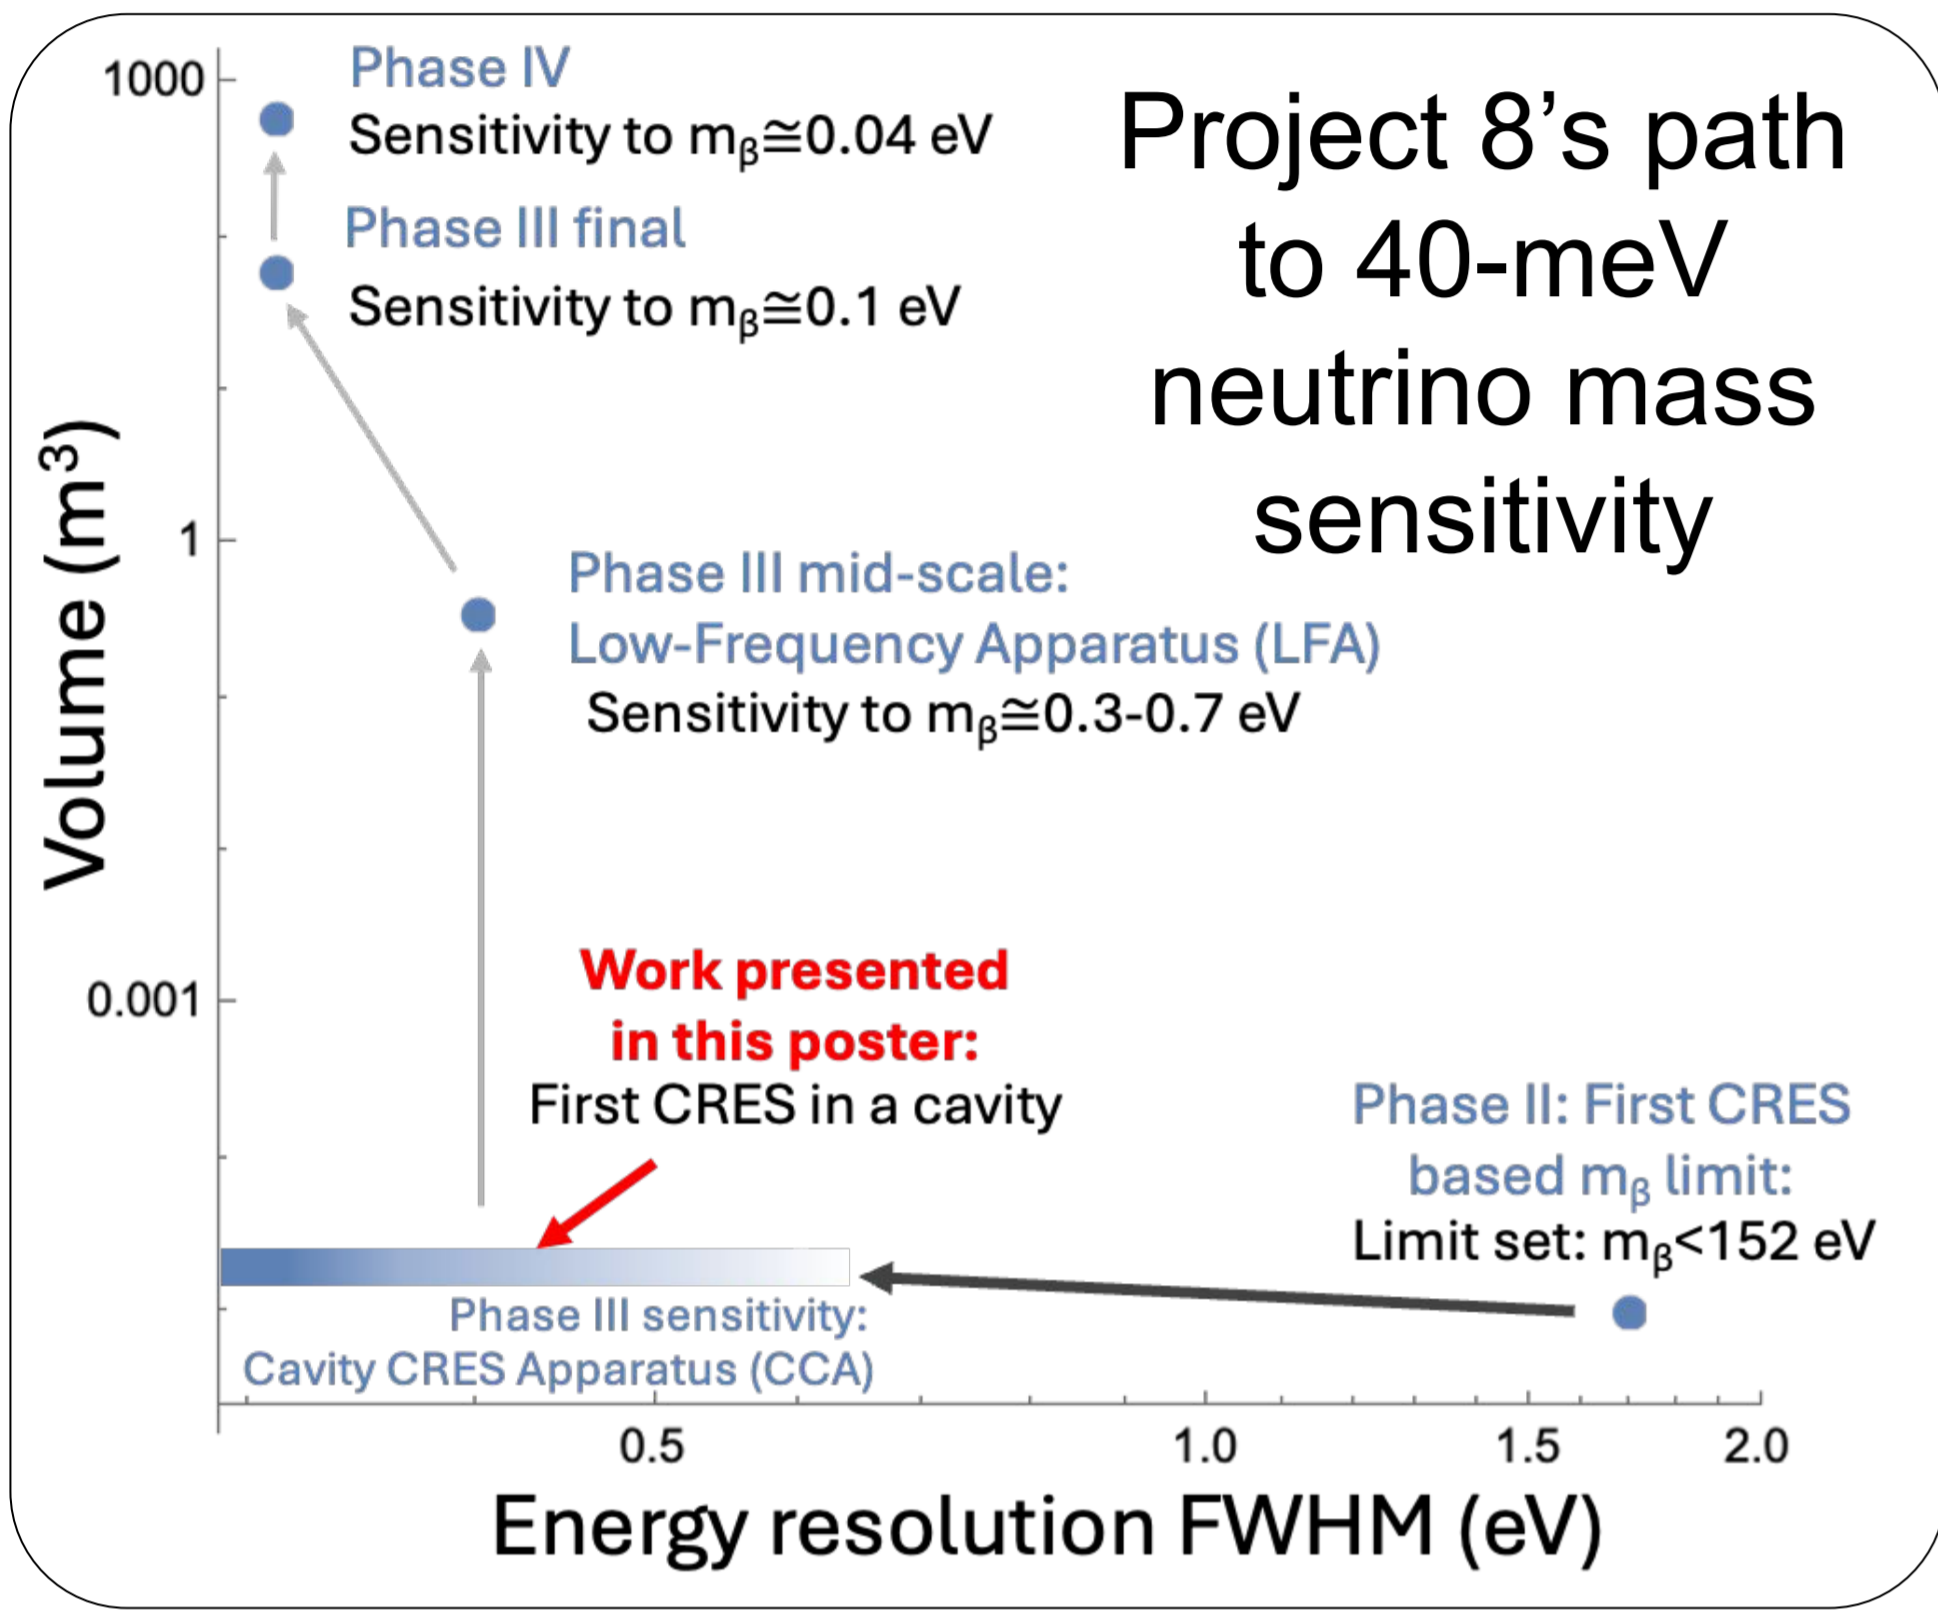 Project 8’s path
to 40-meV
neutrino mass
sensitivity
Phase IV
Sensitivity to mβ≅0.04 eV
Phase III final
Sensitivity to mβ≅0.1 eV
Phase III mid-scale:
Low-Frequency Apparatus (LFA)
Sensitivity to mβ≅0.3-0.7 eV
Work presented
in this poster:
First CRES in a cavity
Phase II: First CRES
based mβ limit:
Limit set: mβ<152 eV
Phase III sensitivity:
Cavity CRES Apparatus (CCA)
Volume (m³)
1000
1
0.001
0.5
1.0
1.5
2.0
Energy resolution FWHM (eV)